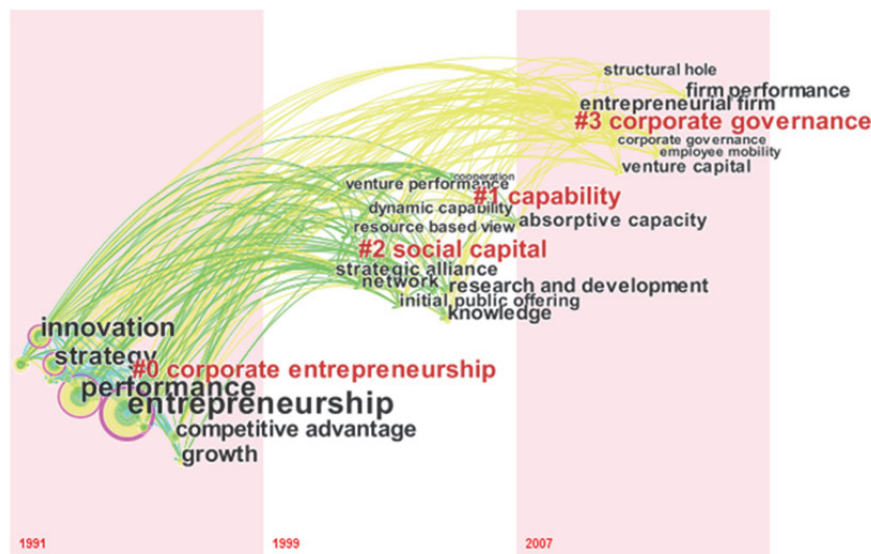 structural hole
firm performance
entrepreneurial firm
#3 corporate governance
corporate governance
employee mobility
venture capital
cooperation
venture performance
#1 capability
dynamic capability
absorptive capacity
resource based view
#2 social capital
strategic alliance
network
research and development
initial public offering
knowledge
innovation
strategy
#0 corporate entrepreneurship
performance
entrepreneurship
competitive advantage
growth
1991
1999
2007